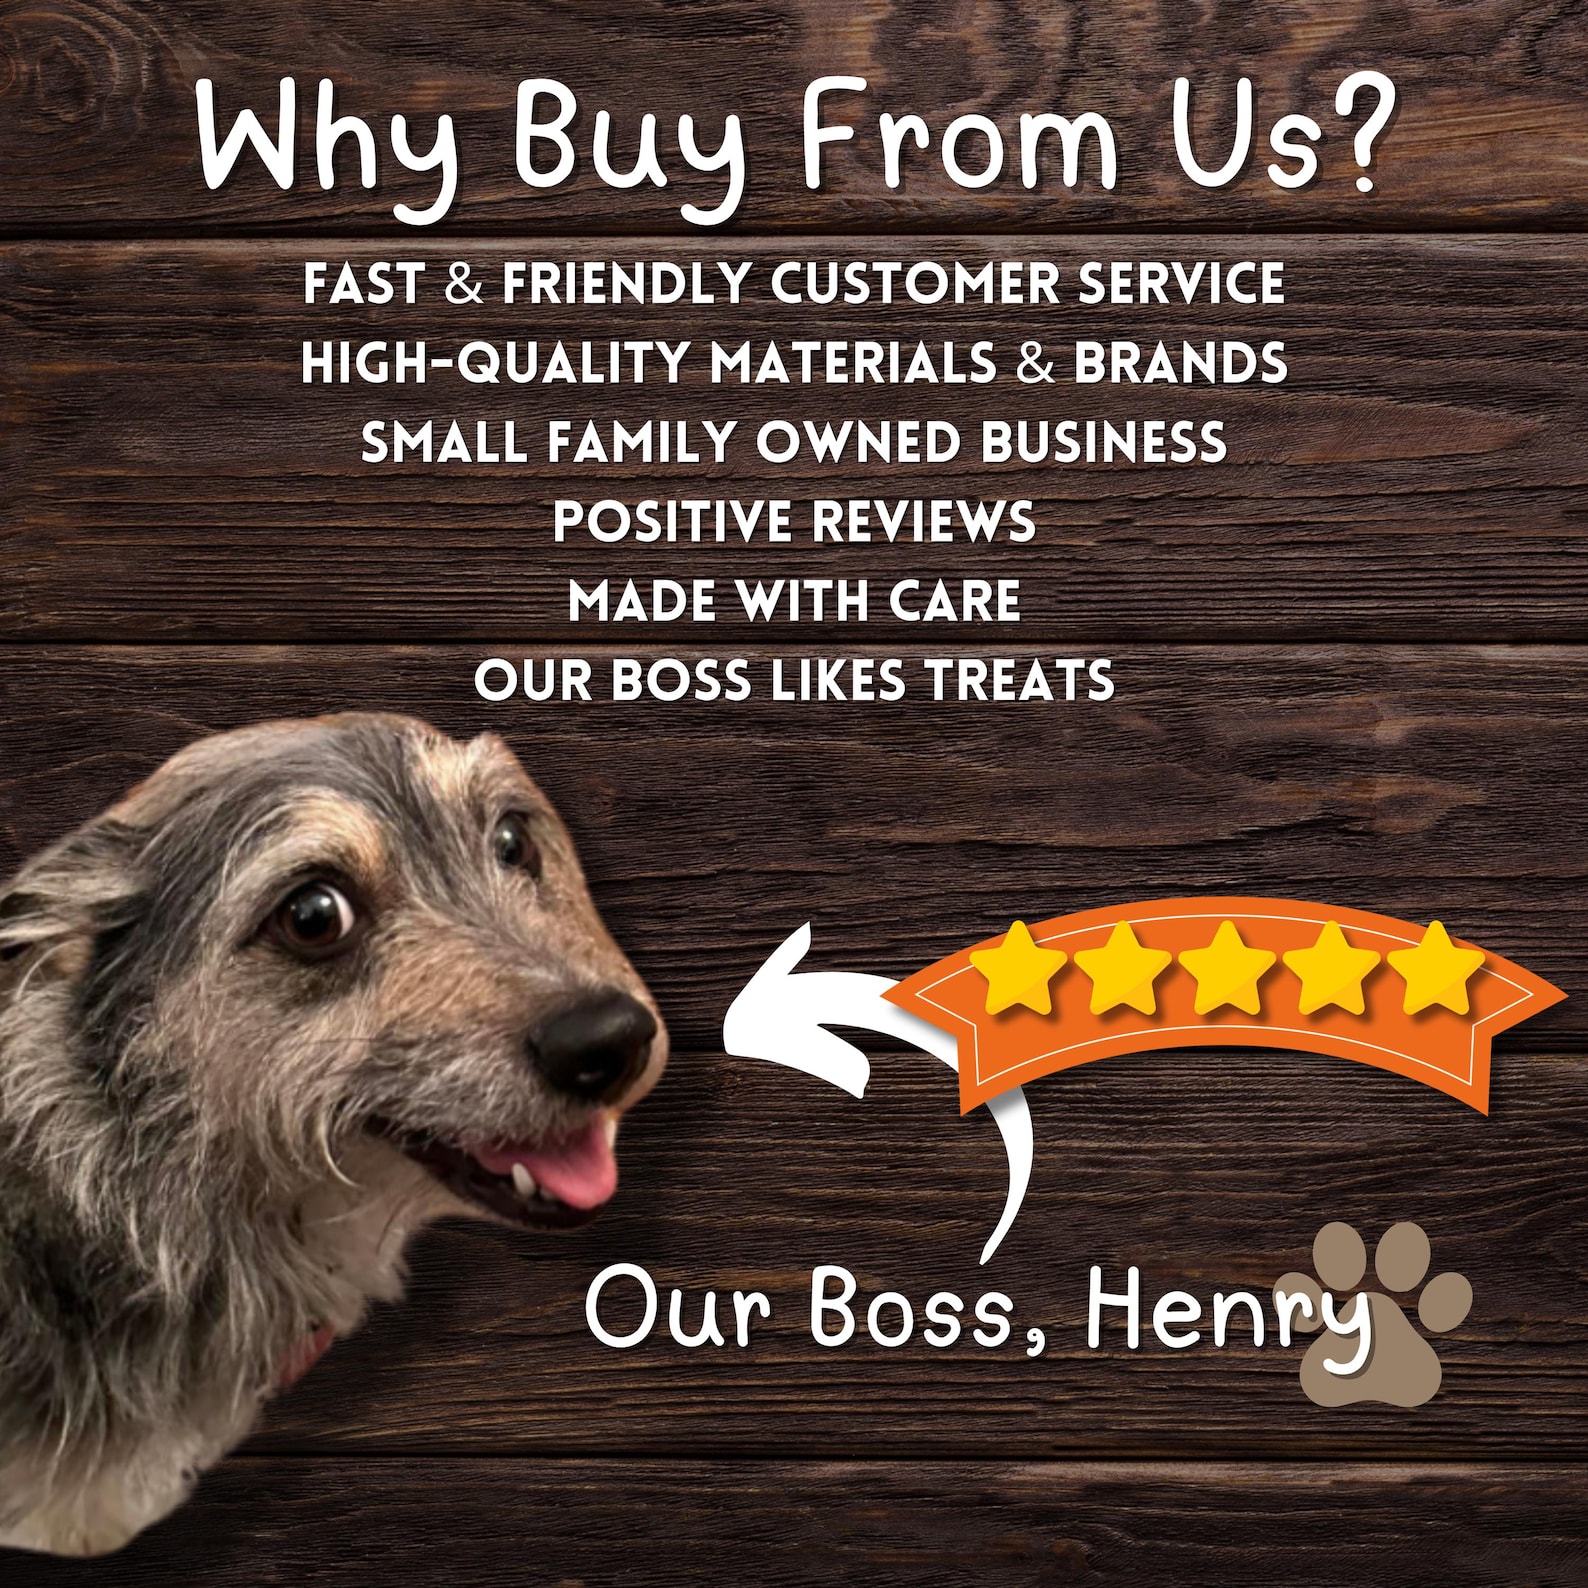 Why Buy From Us?
FAST & FRIENDLY CUSTOMER SERVICE
HIGH-QUALITY MATERIALS & BRANDS
SMALL FAMILY OWNED BUSINESS
POSITIVE REVIEWS
MADE WITH CARE
OUR BOSS LIKES TREATS
Our Boss, Henry